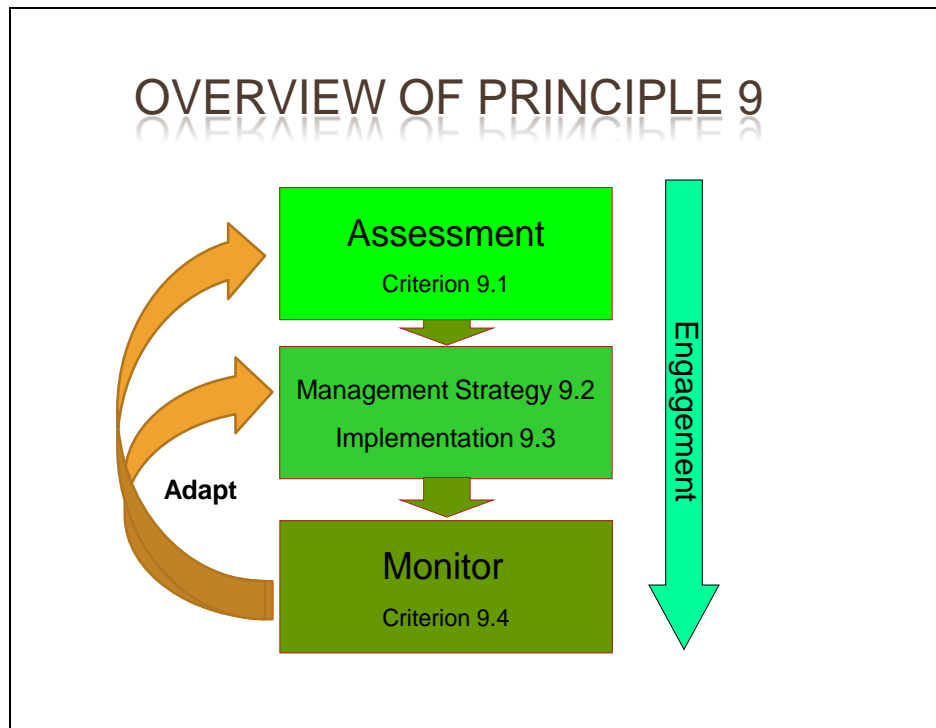 OVERVIEW OF PRINCIPLE 9
Assessment
Criterion 9.1
Management Strategy 9.2
Implementation 9.3
Adapt
Monitor
Criterion 9.4
Engagement